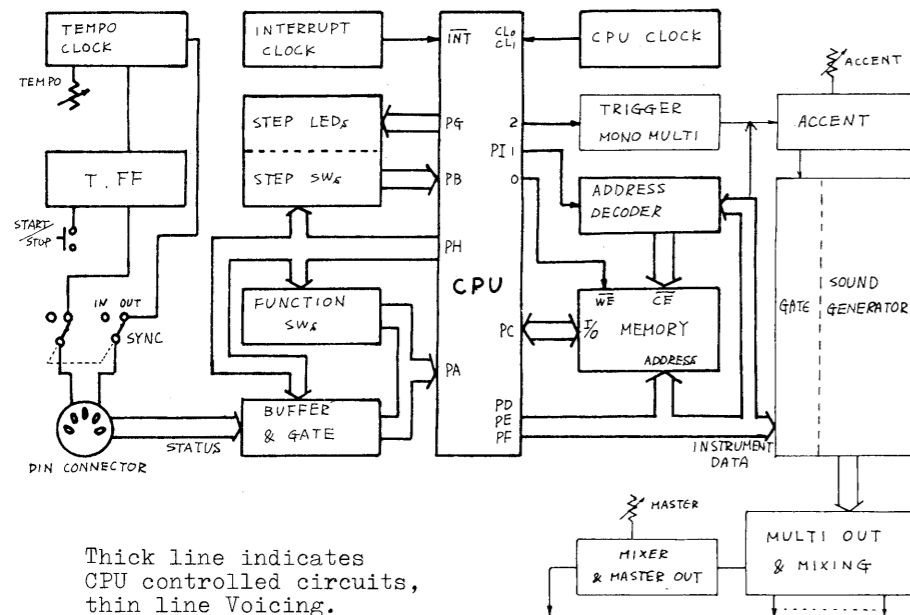 TEMPO
CLOCK
TEMPO
T. FF
START/
STOP
IN OUT
SYNC
DIN CONNECTOR
STATUS
INTERRUPT
CLOCK
STEP LEDs
STEP SWs
FUNCTION
SWs
BUFFER
& GATE
INT
CL0
CL1
PG
PB
PH
PA
CPU
2
PI 1
0
PC
PD
PE
PF
CPU CLOCK
TRIGGER
MONO MULTI
ADDRESS
DECODER
WE CE
I/O MEMORY
ADDRESS
ACCENT
ACCENT
GATE
SOUND
GENERATOR
INSTRUMENT
DATA
MASTER
MIXER
& MASTER OUT
MULTI OUT
& MIXING
Thick line indicates
CPU controlled circuits,
thin line Voicing.